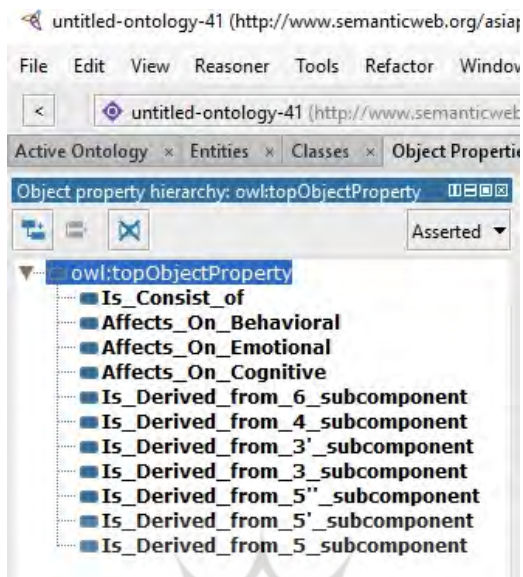 untitled-ontology-41 (http://www.semanticweb.org/asiap
File Edit View Reasoner Tools Refactor Window
< untitled-ontology-41 (http://www.semanticweb
Active Ontology × Entities × Classes × Object Propertie
Object property hierarchy: owl:topObjectProperty
Asserted
owl:topObjectProperty
Is_Consist_of
Affects_On_Behavioral
Affects_On_Emotional
Affects_On_Cognitive
Is_Derived_from_6_subcomponent
Is_Derived_from_4_subcomponent
Is_Derived_from_3'_subcomponent
Is_Derived_from_3_subcomponent
Is_Derived_from_5''_subcomponent
Is_Derived_from_5'_subcomponent
Is_Derived_from_5_subcomponent